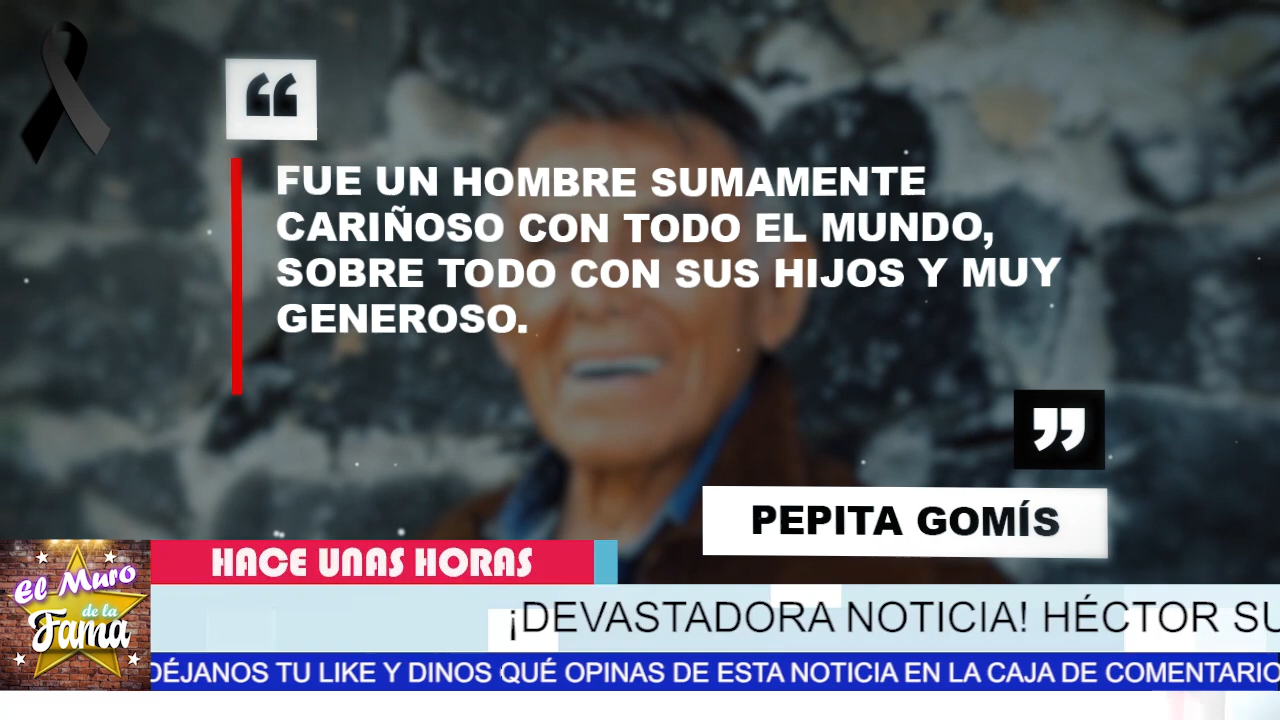 “
FUE UN HOMBRE SUMAMENTE
CARIÑOSO CON TODO EL MUNDO,
SOBRE TODO CON SUS HIJOS Y MUY
GENEROSO.
”
PEPITA GOMÍS
HACE UNAS HORAS
El Muro
de la
Fama
¡DEVASTADORA NOTICIA! HÉCTOR SU
DÉJANOS TU LIKE Y DINOS QUÉ OPINAS DE ESTA NOTICIA EN LA CAJA DE COMENTARIO